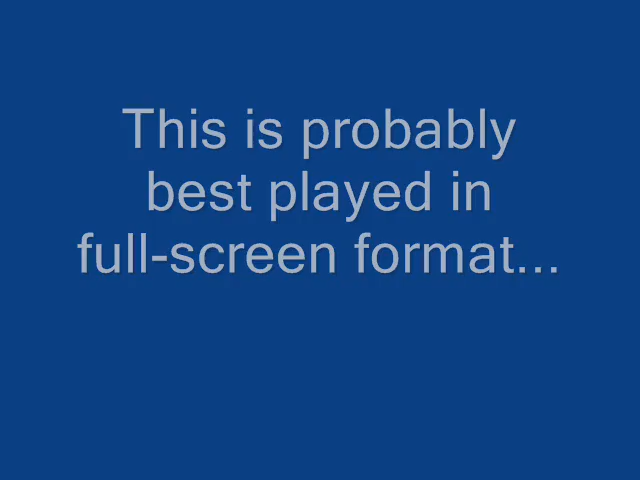 This is probably
best played in
full-screen format...